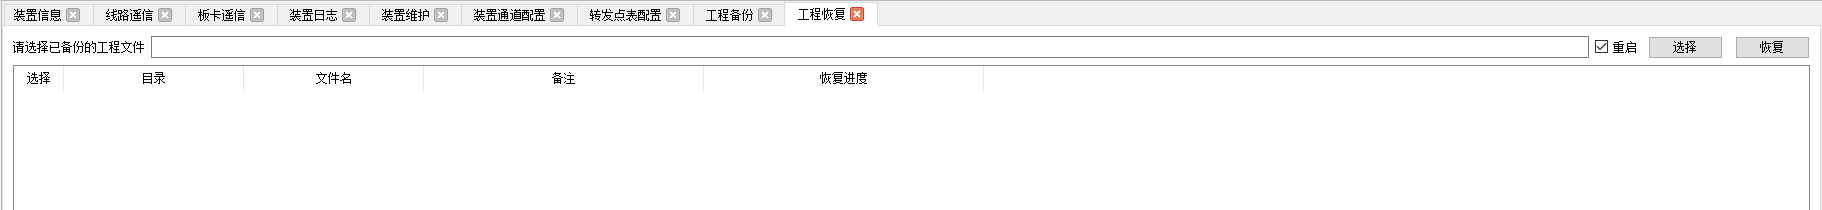 装置信息 线路遥信 板卡遥信 装置日志 装置维护 装置通道配置 转发点表配置 工程备份 工程恢复
请选择已备份的工程文件 重启 选择 恢复
选择 目录 文件名 备注 恢复进度